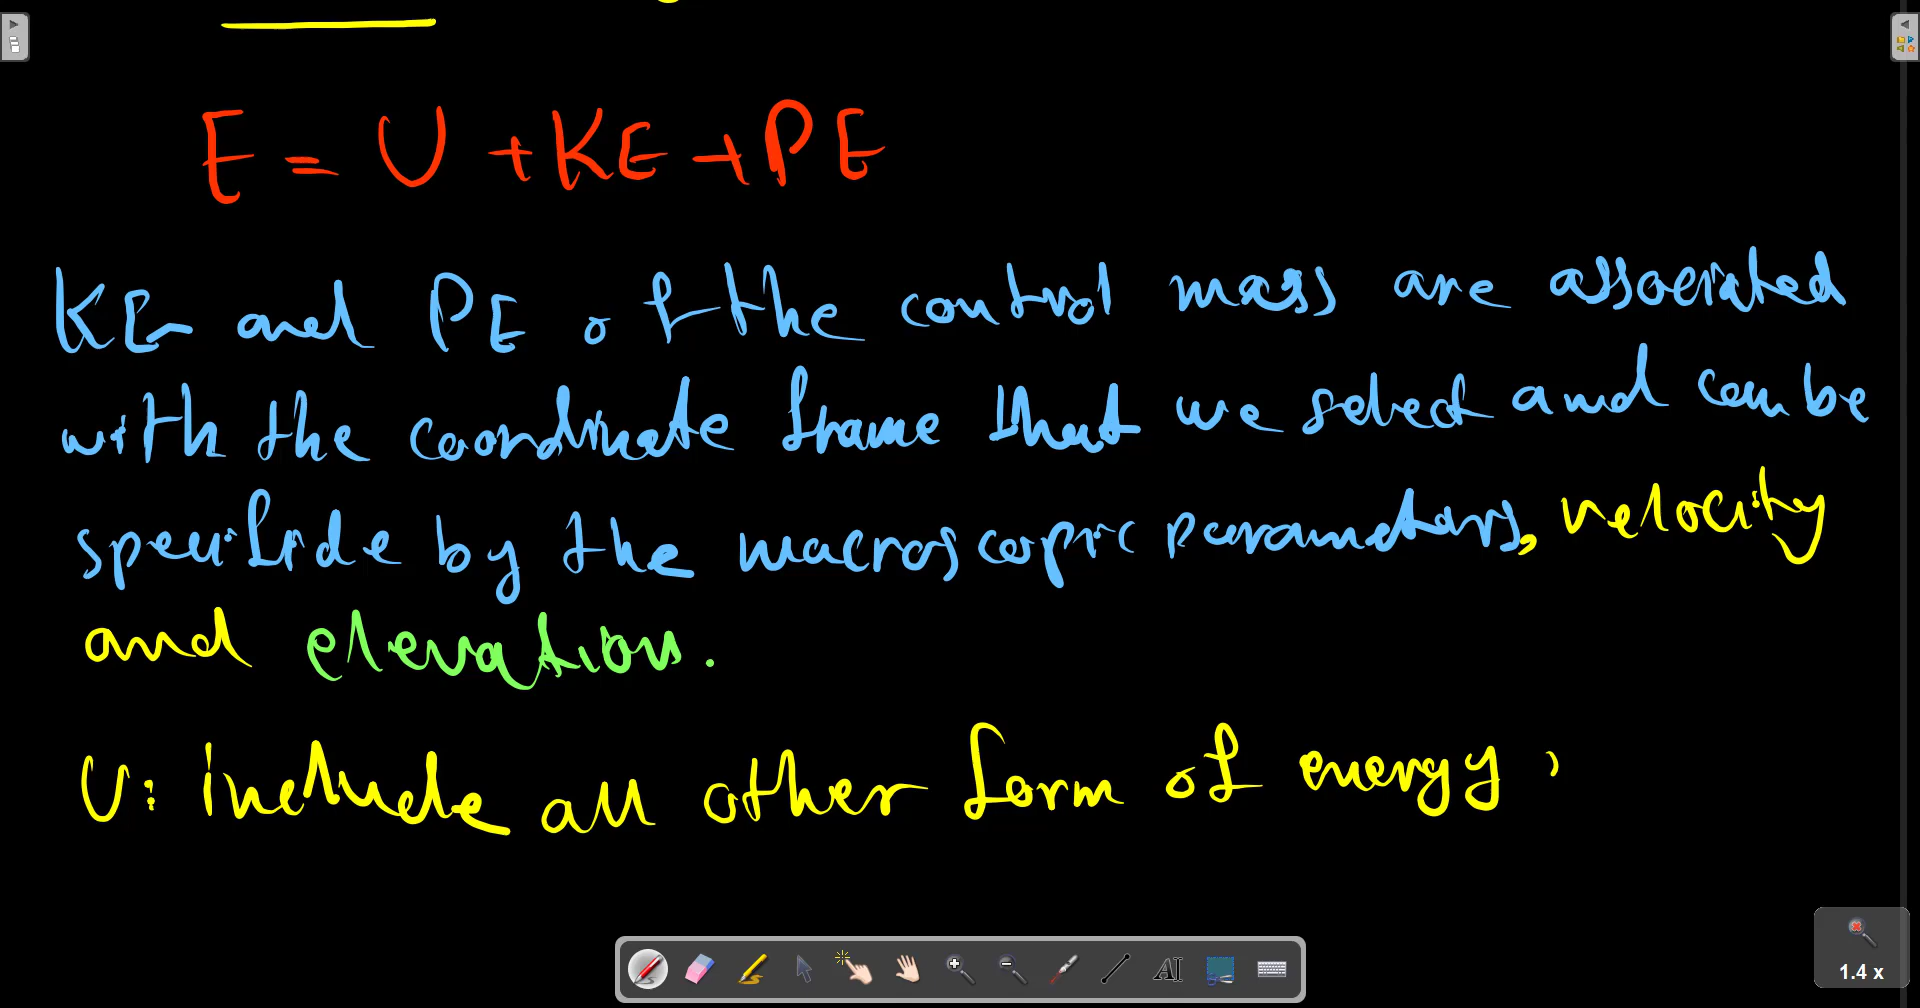 E = U + KE + PE
KE and PE of the control mass are associated
with the coordinate frame that we select and can be
specifide by the macroscopic parameters, velocity
and elevation.
U: include all other form of energy,
1.4 x